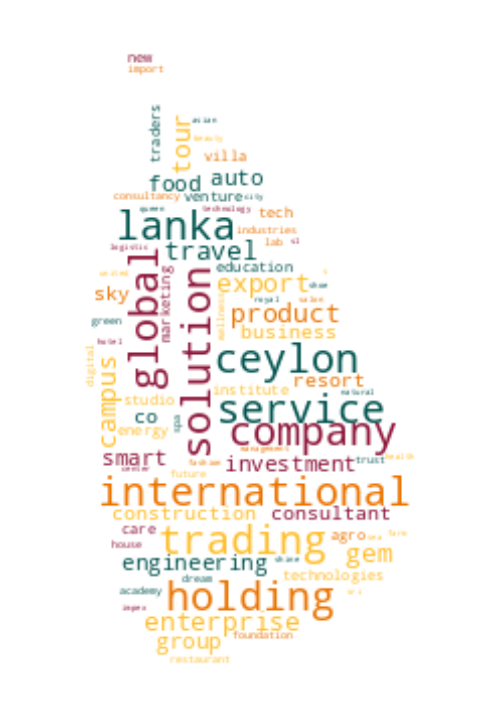 new
import
traders
asian
tour
beauty
villa
food
auto
consultancy
venture
city
queen
technology
lanka
tech
industries
logistic
travel
lab
global
marketing
solution
education
united
export
sky
royal
salon
wellness
product
green
business
hotel
digital
ceylon
campus
resort
institute
natural
studio
co
service
spa
energy
company
management
smart
fashion
investment
trust
health
center
future
international
construction
consultant
care
trading
agro
sea
farm
house
gem
engineering
shine
technologies
dream
academy
holding
impex
enterprise
group
foundation
restaurant